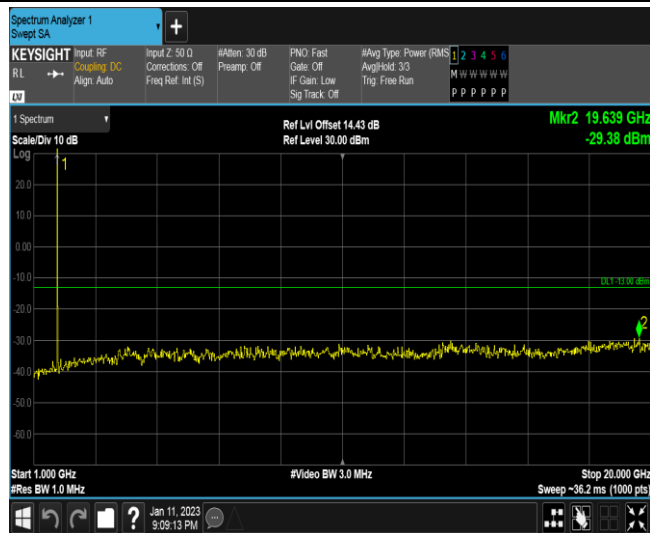 Spectrum Analyzer 1
Swept SA
+
KEYSIGHT
RL
LXI
Input: RF
Coupling: DC
Align: Auto
Input Z: 50 Ω
Corrections: Off
Freq Ref: Int (S)
#Atten: 30 dB
Preamp: Off
PNO: Fast
Gate: Off
IF Gain: Low
Sig Track: Off
#Avg Type: Power (RMS
Avg|Hold: 3/3
Trig: Free Run
1 2 3 4 5 6
M W W W W W
P P P P P P
1 Spectrum
Scale/Div 10 dB
Ref Lvl Offset 14.43 dB
Ref Level 30.00 dBm
Mkr2 19.639 GHz
-29.38 dBm
Log
1
20.0
10.0
0.00
-10.0
DL1 -13.00 dBm
-20.0
2
-30.0
-40.0
-50.0
-60.0
Start 1.000 GHz
#Video BW 3.0 MHz
Stop 20.000 GHz
#Res BW 1.0 MHz
Sweep ~36.2 ms (1000 pts)
?
Jan 11, 2023
9:09:13 PM